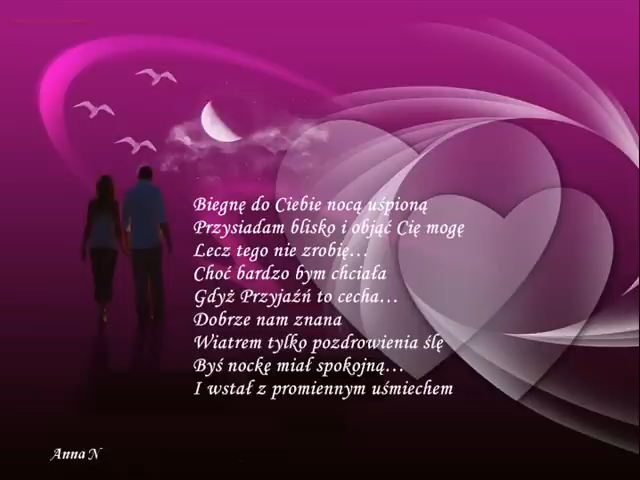 Biegnę do Ciebie nocą uśpioną
Przysiadam blisko i objąć Cię mogę
Lecz tego nie zrobię...
Choć bardzo bym chciała
Gdyż Przyjaźń to cecha...
Dobrze nam znana
Wiatrem tylko pozdrowienia ślę
Byś nockę miał spokojną...
I wstał z promiennym uśmiechem
Anna N